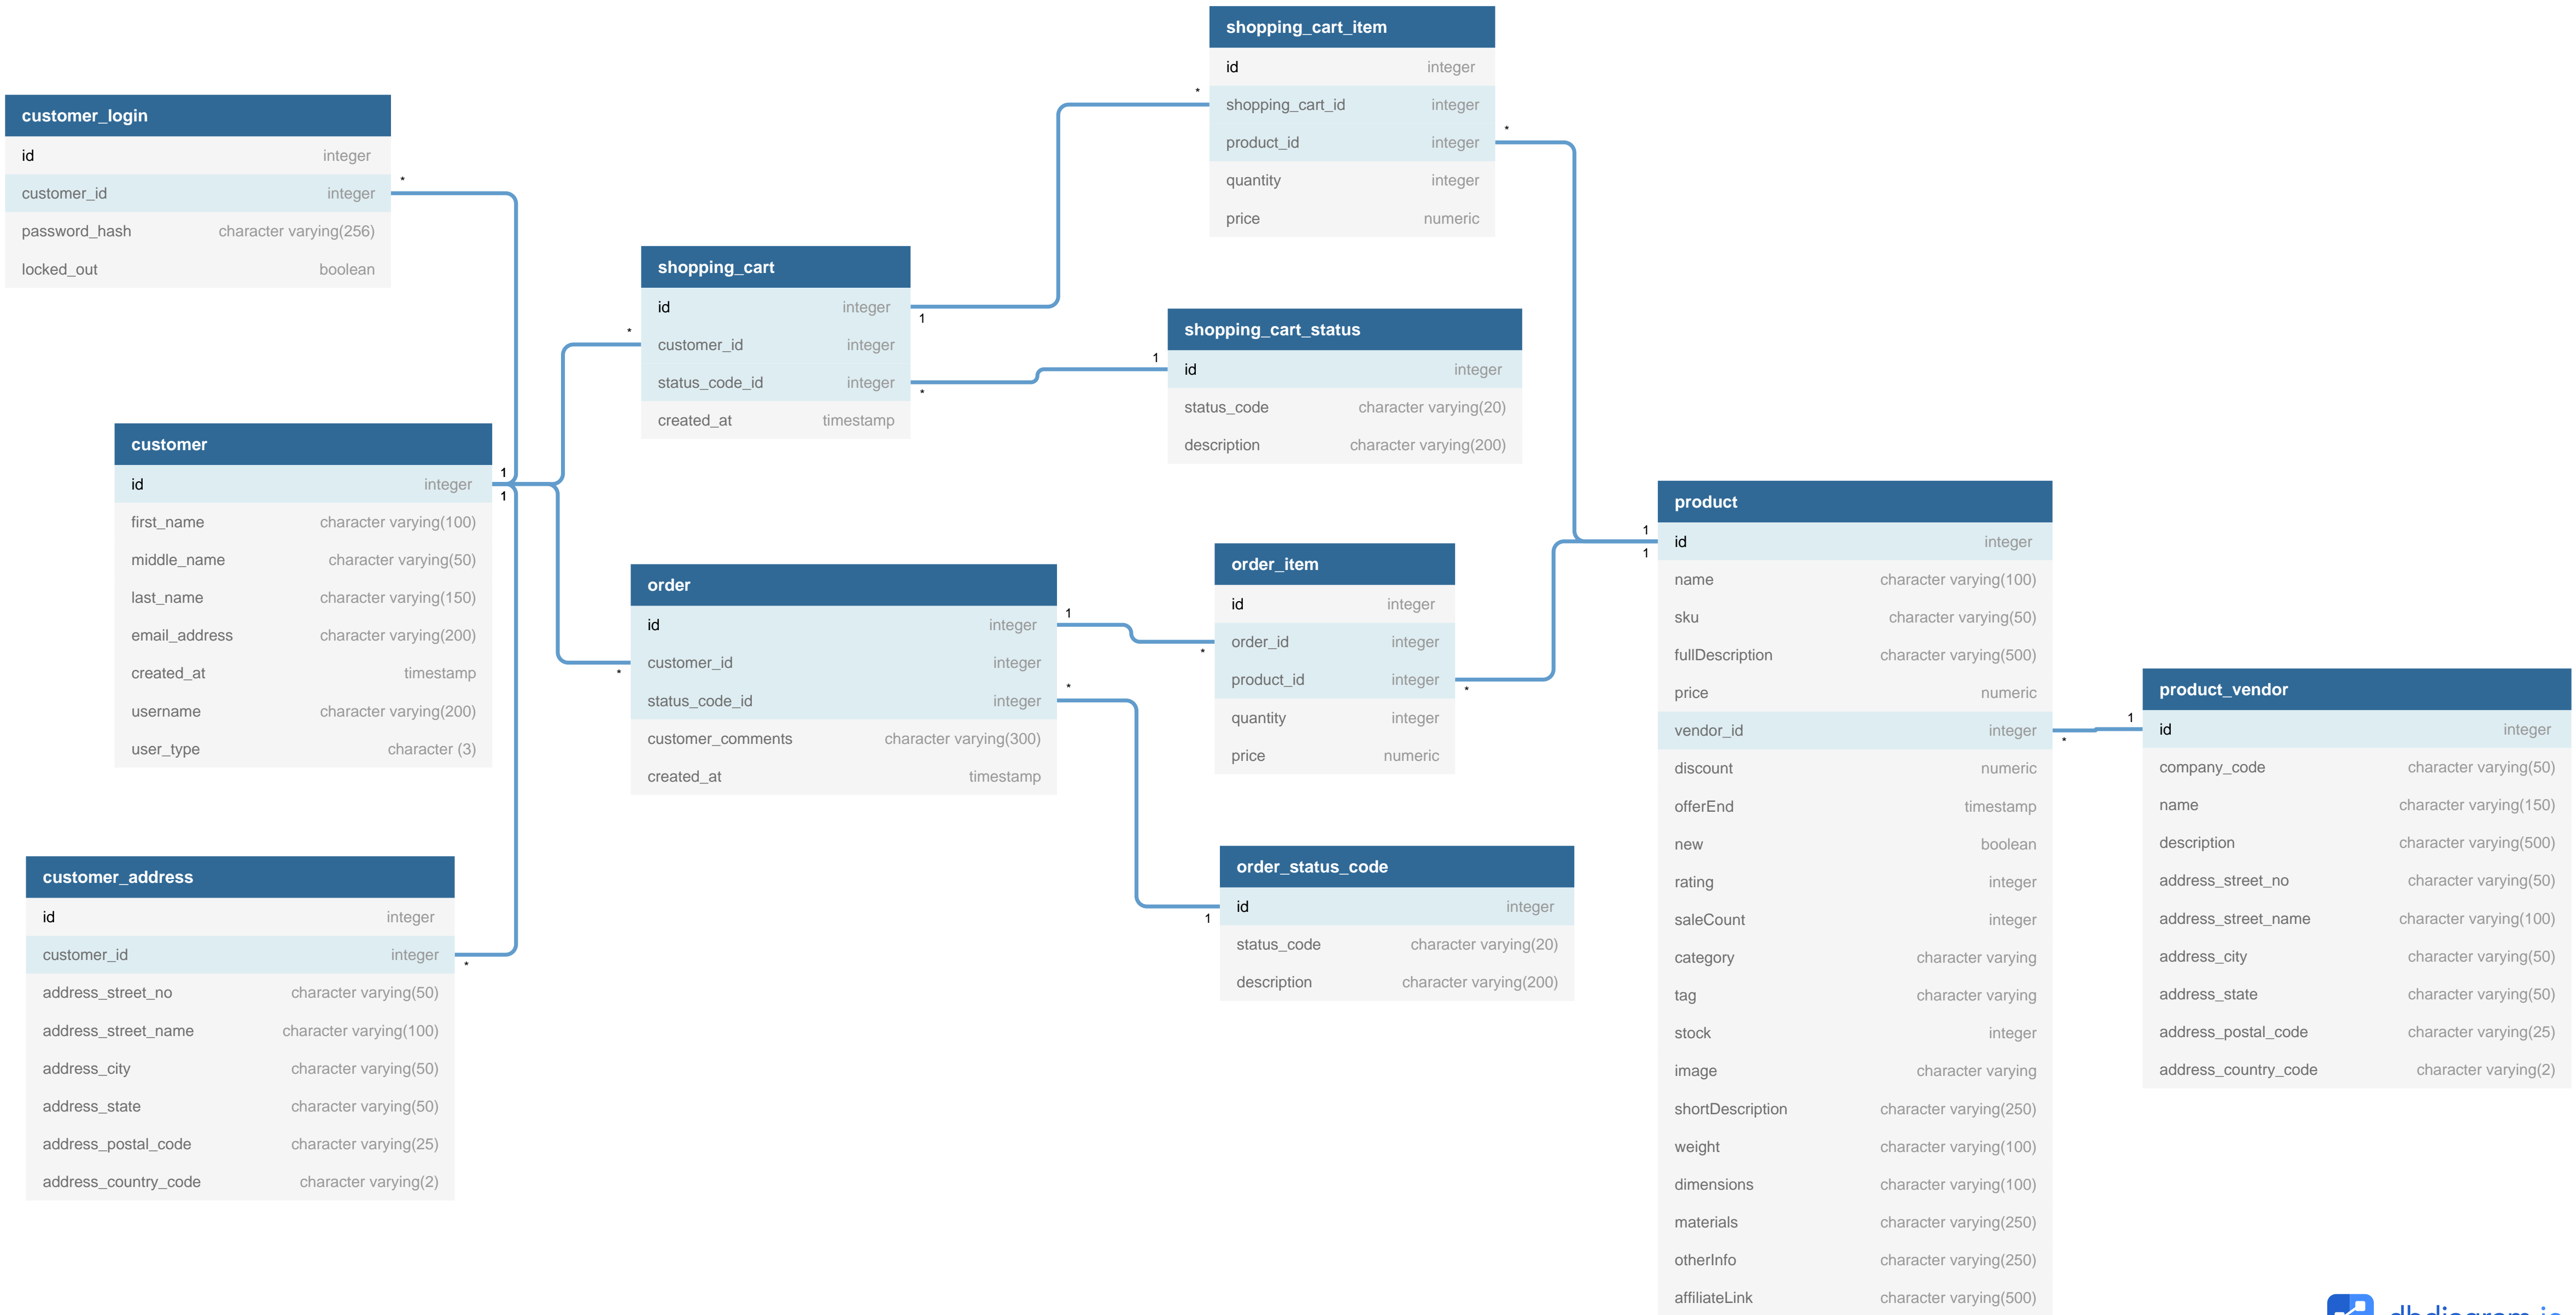 shopping_cart_item
id integer
shopping_cart_id integer
product_id integer
quantity integer
price numeric
customer_login
id integer
customer_id integer
password_hash character varying(256)
locked_out boolean
shopping_cart
id integer
customer_id integer
status_code_id integer
created_at timestamp
shopping_cart_status
id integer
status_code character varying(20)
description character varying(200)
customer
id integer
first_name character varying(100)
middle_name character varying(50)
last_name character varying(150)
email_address character varying(200)
created_at timestamp
username character varying(200)
user_type character (3)
order
id integer
customer_id integer
status_code_id integer
customer_comments character varying(300)
created_at timestamp
order_item
id integer
order_id integer
product_id integer
quantity integer
price numeric
order_status_code
id integer
status_code character varying(20)
description character varying(200)
customer_address
id integer
customer_id integer
address_street_no character varying(50)
address_street_name character varying(100)
address_city character varying(50)
address_state character varying(50)
address_postal_code character varying(25)
address_country_code character varying(2)
product
id integer
name character varying(100)
sku character varying(50)
fullDescription character varying(500)
price numeric
vendor_id integer
discount numeric
offerEnd timestamp
new boolean
rating integer
saleCount integer
category character varying
tag character varying
stock integer
image character varying
shortDescription character varying(250)
weight character varying(100)
dimensions character varying(100)
materials character varying(250)
otherInfo character varying(250)
affiliateLink character varying(500)
product_vendor
id integer
company_code character varying(50)
name character varying(150)
description character varying(500)
address_street_no character varying(50)
address_street_name character varying(100)
address_city character varying(50)
address_state character varying(50)
address_postal_code character varying(25)
address_country_code character varying(2)
* 1
* 1
* 1
* 1
* 1
* 1
* 1
* 1
* 1
* 1